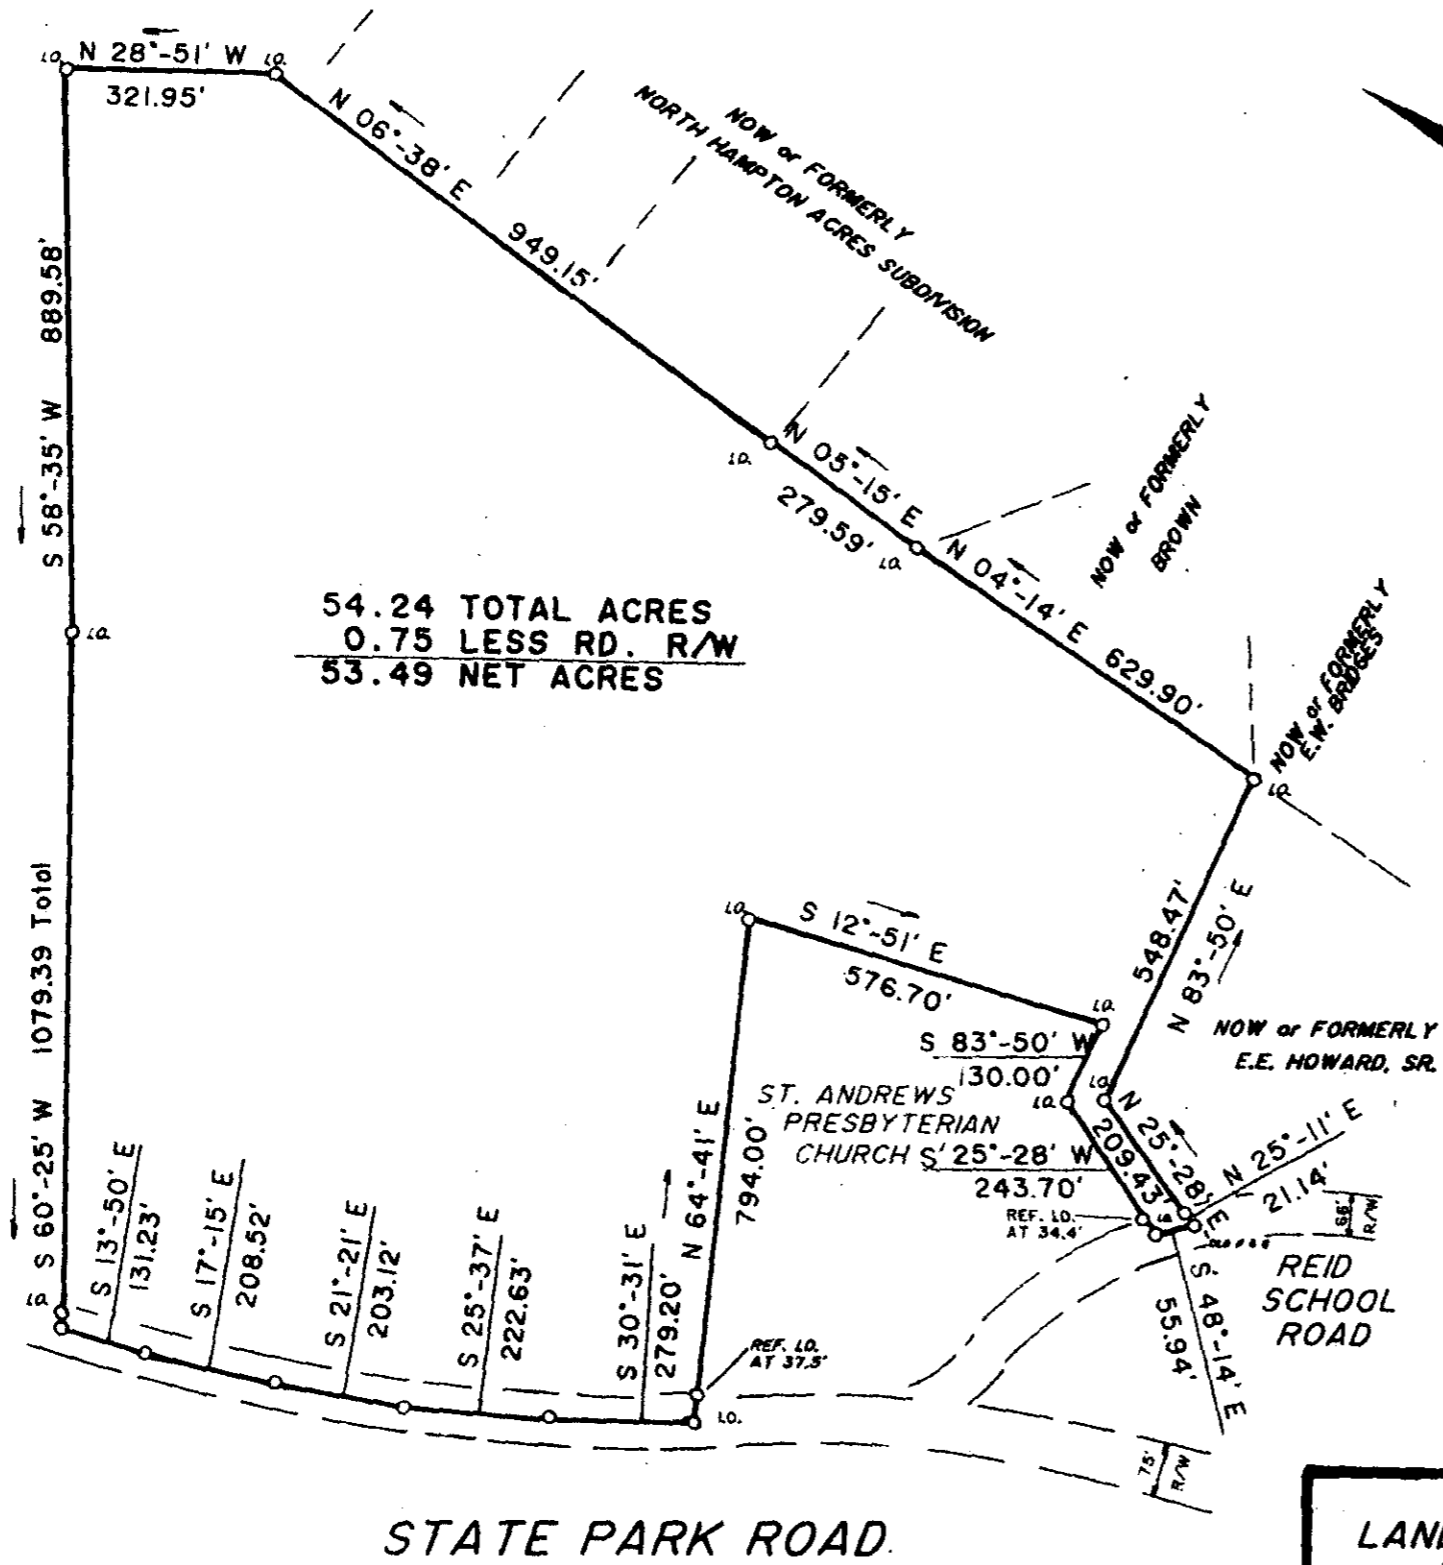 N 28°-51' W
321.95'
I.O.
I.O.
N 06°-38' E
949.15'
NOW or FORMERLY
NORTH HAMPTON ACRES SUBDIVISION
S 58°-35' W 889.58'
I.O.
N 05°-15' E
279.59'
I.O.
N 04°-14' E
629.90'
NOW or FORMERLY
BROWN
NOW or FORMERLY
E.W. BRIDGES
I.O.
I.O.
54.24 TOTAL ACRES
0.75 LESS RD. R/W
53.49 NET ACRES
S 60°-25' W 1079.39 Total
I.O.
I.O.
S 12°-51' E
576.70'
I.O.
548.47'
N 83°-50' E
NOW or FORMERLY
E.E. HOWARD, SR.
S 83°-50' W
130.00'
I.O.
I.O.
ST. ANDREWS
PRESBYTERIAN
CHURCH
S 25°-28' W
243.70'
N 25°-28' E
209.43'
N 25°-11' E
21.14'
REF. I.O.
AT 34.4'
66'
R/W
S 48°-14' E
55.94'
REID
SCHOOL
ROAD
N 64°-41' E
794.00'
S 13°-50' E
131.23'
S 17°-15' E
208.52'
S 21°-21' E
203.12'
S 25°-37' E
222.63'
S 30°-31' E
279.20'
REF. I.O.
AT 37.5'
I.O.
75'
R/W
STATE PARK ROAD
LAN